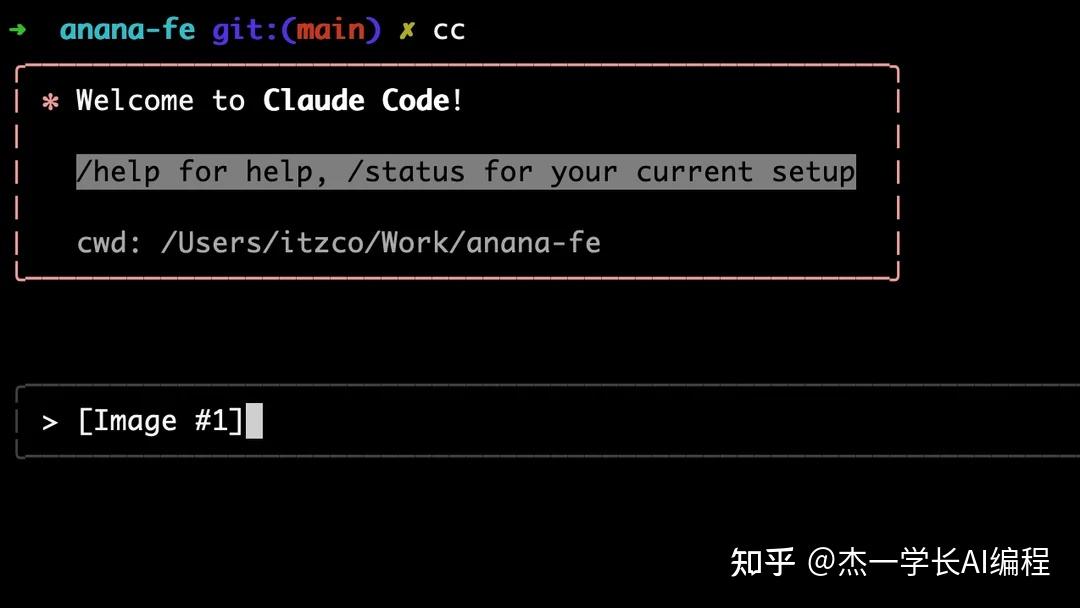 ➜ anana-fe git:(main) ✗ cc
✻ Welcome to Claude Code!
/help for help, /status for your current setup
cwd: /Users/itzco/Work/anana-fe
> [Image #1]
知乎 @杰一学长AI编程